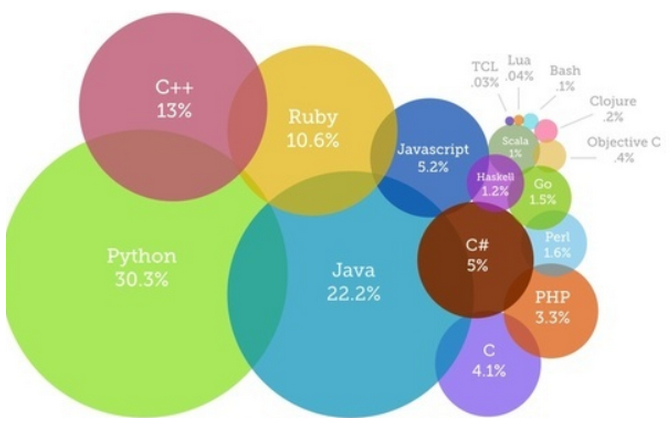 C++
13%
Ruby
10.6%
Javascript
5.2%
TCL
.03%
Lua
.04%
Bash
.1%
Clojure
.2%
Objective C
.4%
Scala
1%
Haskell
1.2%
Go
1.5%
Python
30.3%
Java
22.2%
C#
5%
Perl
1.6%
PHP
3.3%
C
4.1%